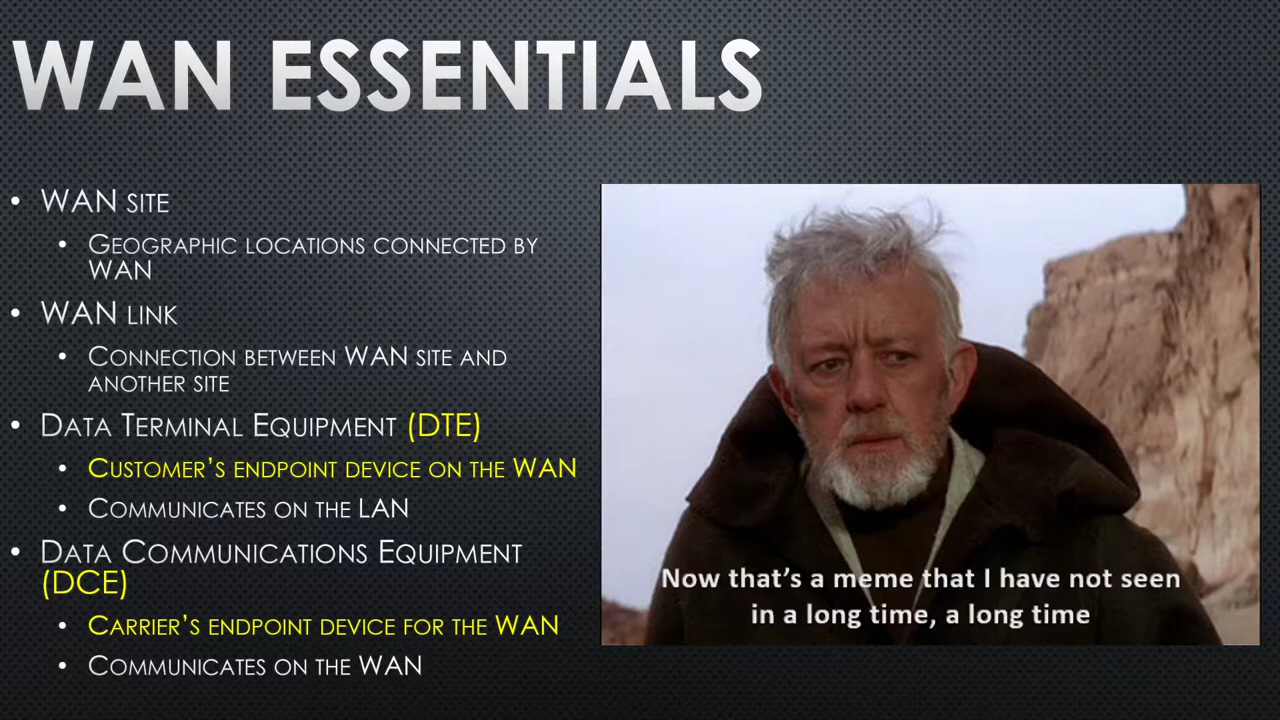 WAN ESSENTIALS
• WAN SITE
• GEOGRAPHIC LOCATIONS CONNECTED BY
WAN
• WAN LINK
• CONNECTION BETWEEN WAN SITE AND
ANOTHER SITE
• DATA TERMINAL EQUIPMENT (DTE)
• CUSTOMER'S ENDPOINT DEVICE ON THE WAN
• COMMUNICATES ON THE LAN
• DATA COMMUNICATIONS EQUIPMENT
(DCE)
• CARRIER'S ENDPOINT DEVICE FOR THE WAN
• COMMUNICATES ON THE WAN
Now that's a meme that I have not seen
in a long time, a long time